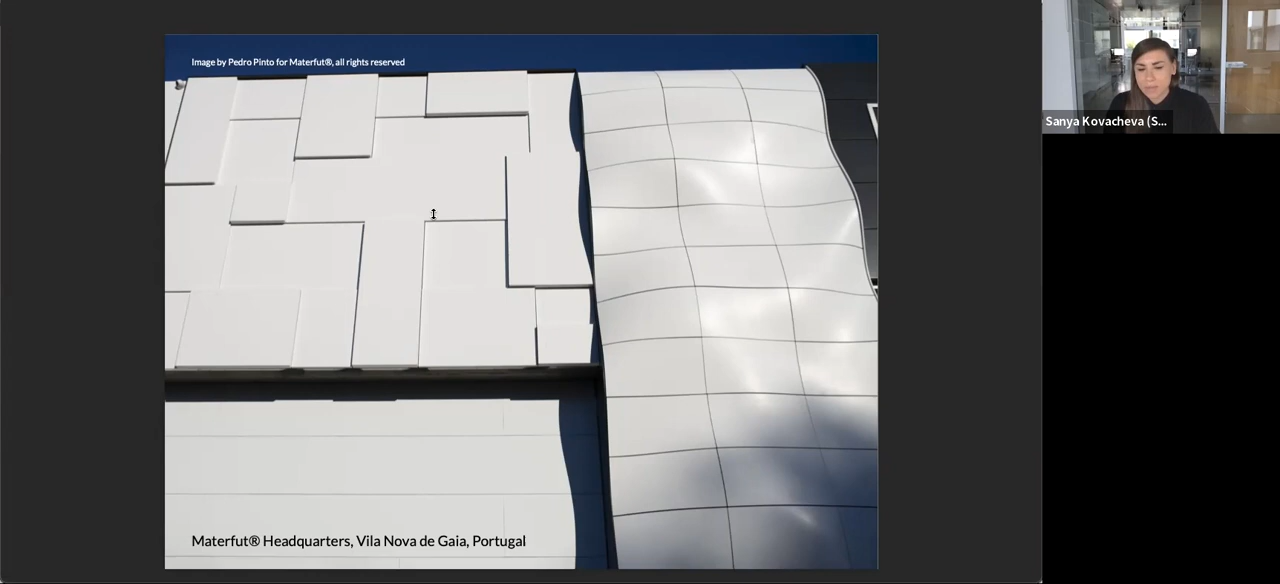 Image by Pedro Pinto for Materfut®, all rights reserved
Sanya Kovacheva (S...
Materfut® Headquarters, Vila Nova de Gaia, Portugal